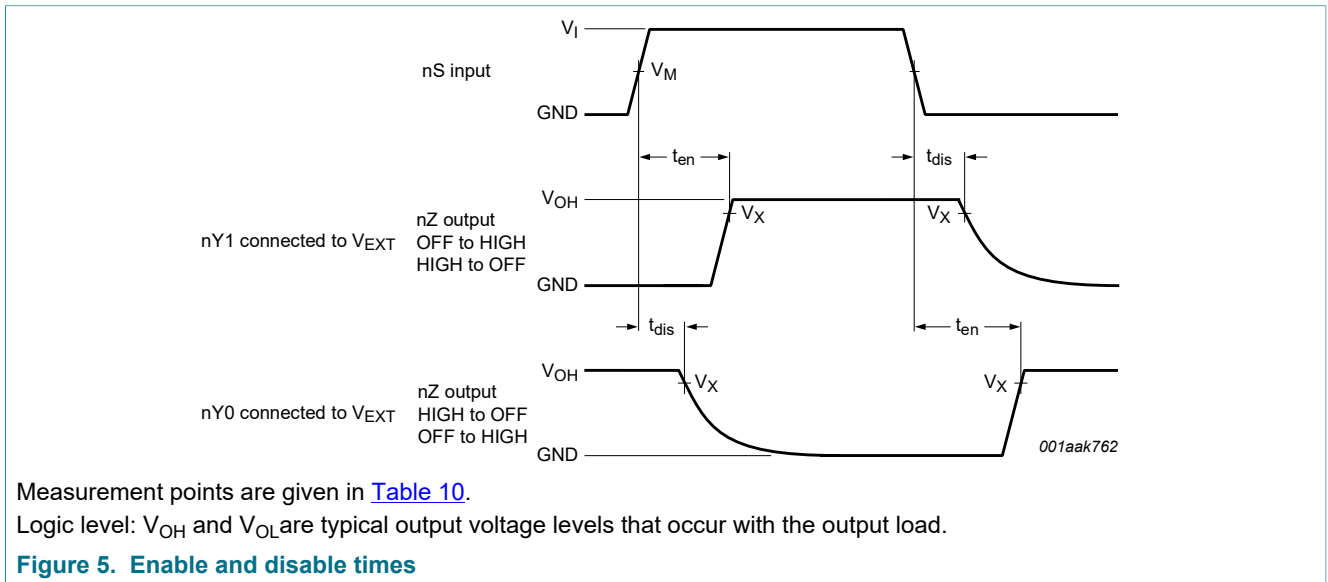 V_I
nS input
V_M
GND
t_en
t_dis
V_OH
nZ output
V_X
V_X
nY1 connected to V_EXT
OFF to HIGH
HIGH to OFF
GND
t_dis
t_en
V_OH
nZ output
V_X
V_X
nY0 connected to V_EXT
HIGH to OFF
OFF to HIGH
GND
001aak762
Measurement points are given in Table 10.
Logic level: V_OH and V_OLare typical output voltage levels that occur with the output load.
Figure 5. Enable and disable times